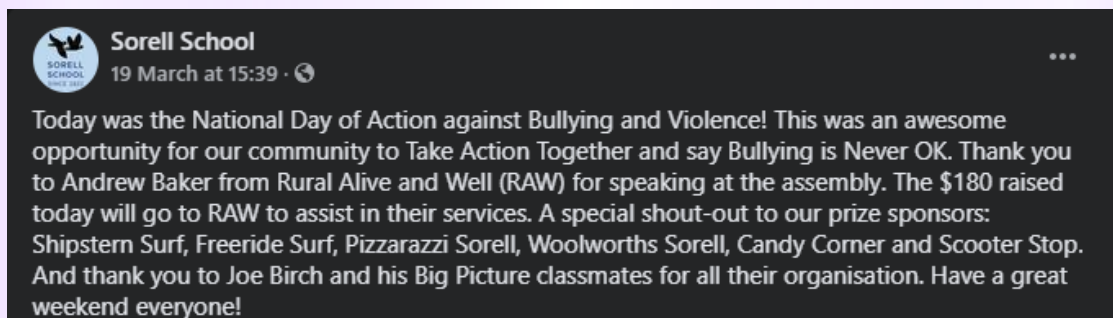 SORELL
SCHOOL
Sorell School
19 March at 15:39 ·
Today was the National Day of Action against Bullying and Violence! This was an awesome
opportunity for our community to Take Action Together and say Bullying is Never OK. Thank you
to Andrew Baker from Rural Alive and Well (RAW) for speaking at the assembly. The $180 raised
today will go to RAW to assist in their services. A special shout-out to our prize sponsors:
Shipstern Surf, Freeride Surf, Pizzarazzi Sorell, Woolworths Sorell, Candy Corner and Scooter Stop.
And thank you to Joe Birch and his Big Picture classmates for all their organisation. Have a great
weekend everyone!